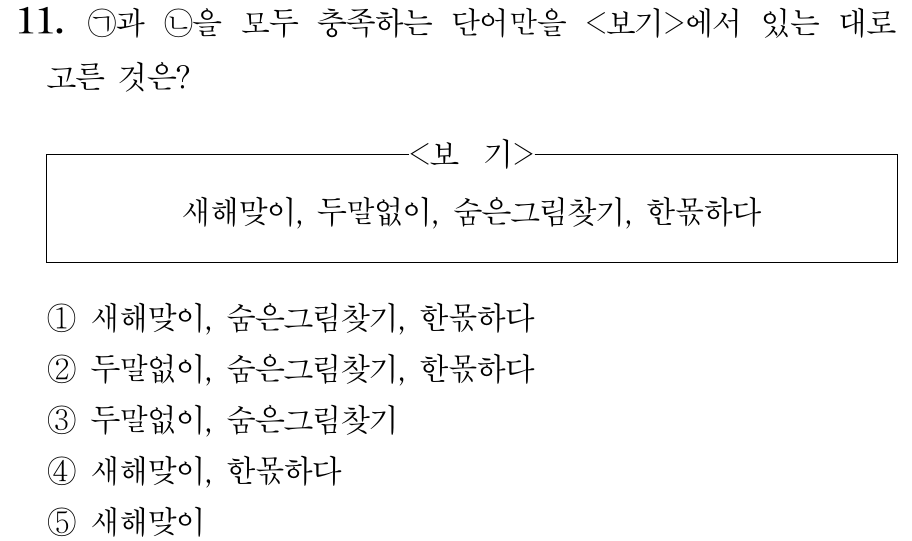 11. ㉠과 ㉡을 모두 충족하는 단어만을 <보기>에서 있는 대로
고른 것은?
<보 기>
새해맞이, 두말없이, 숨은그림찾기, 한몫하다
① 새해맞이, 숨은그림찾기, 한몫하다
② 두말없이, 숨은그림찾기, 한몫하다
③ 두말없이, 숨은그림찾기
④ 새해맞이, 한몫하다
⑤ 새해맞이